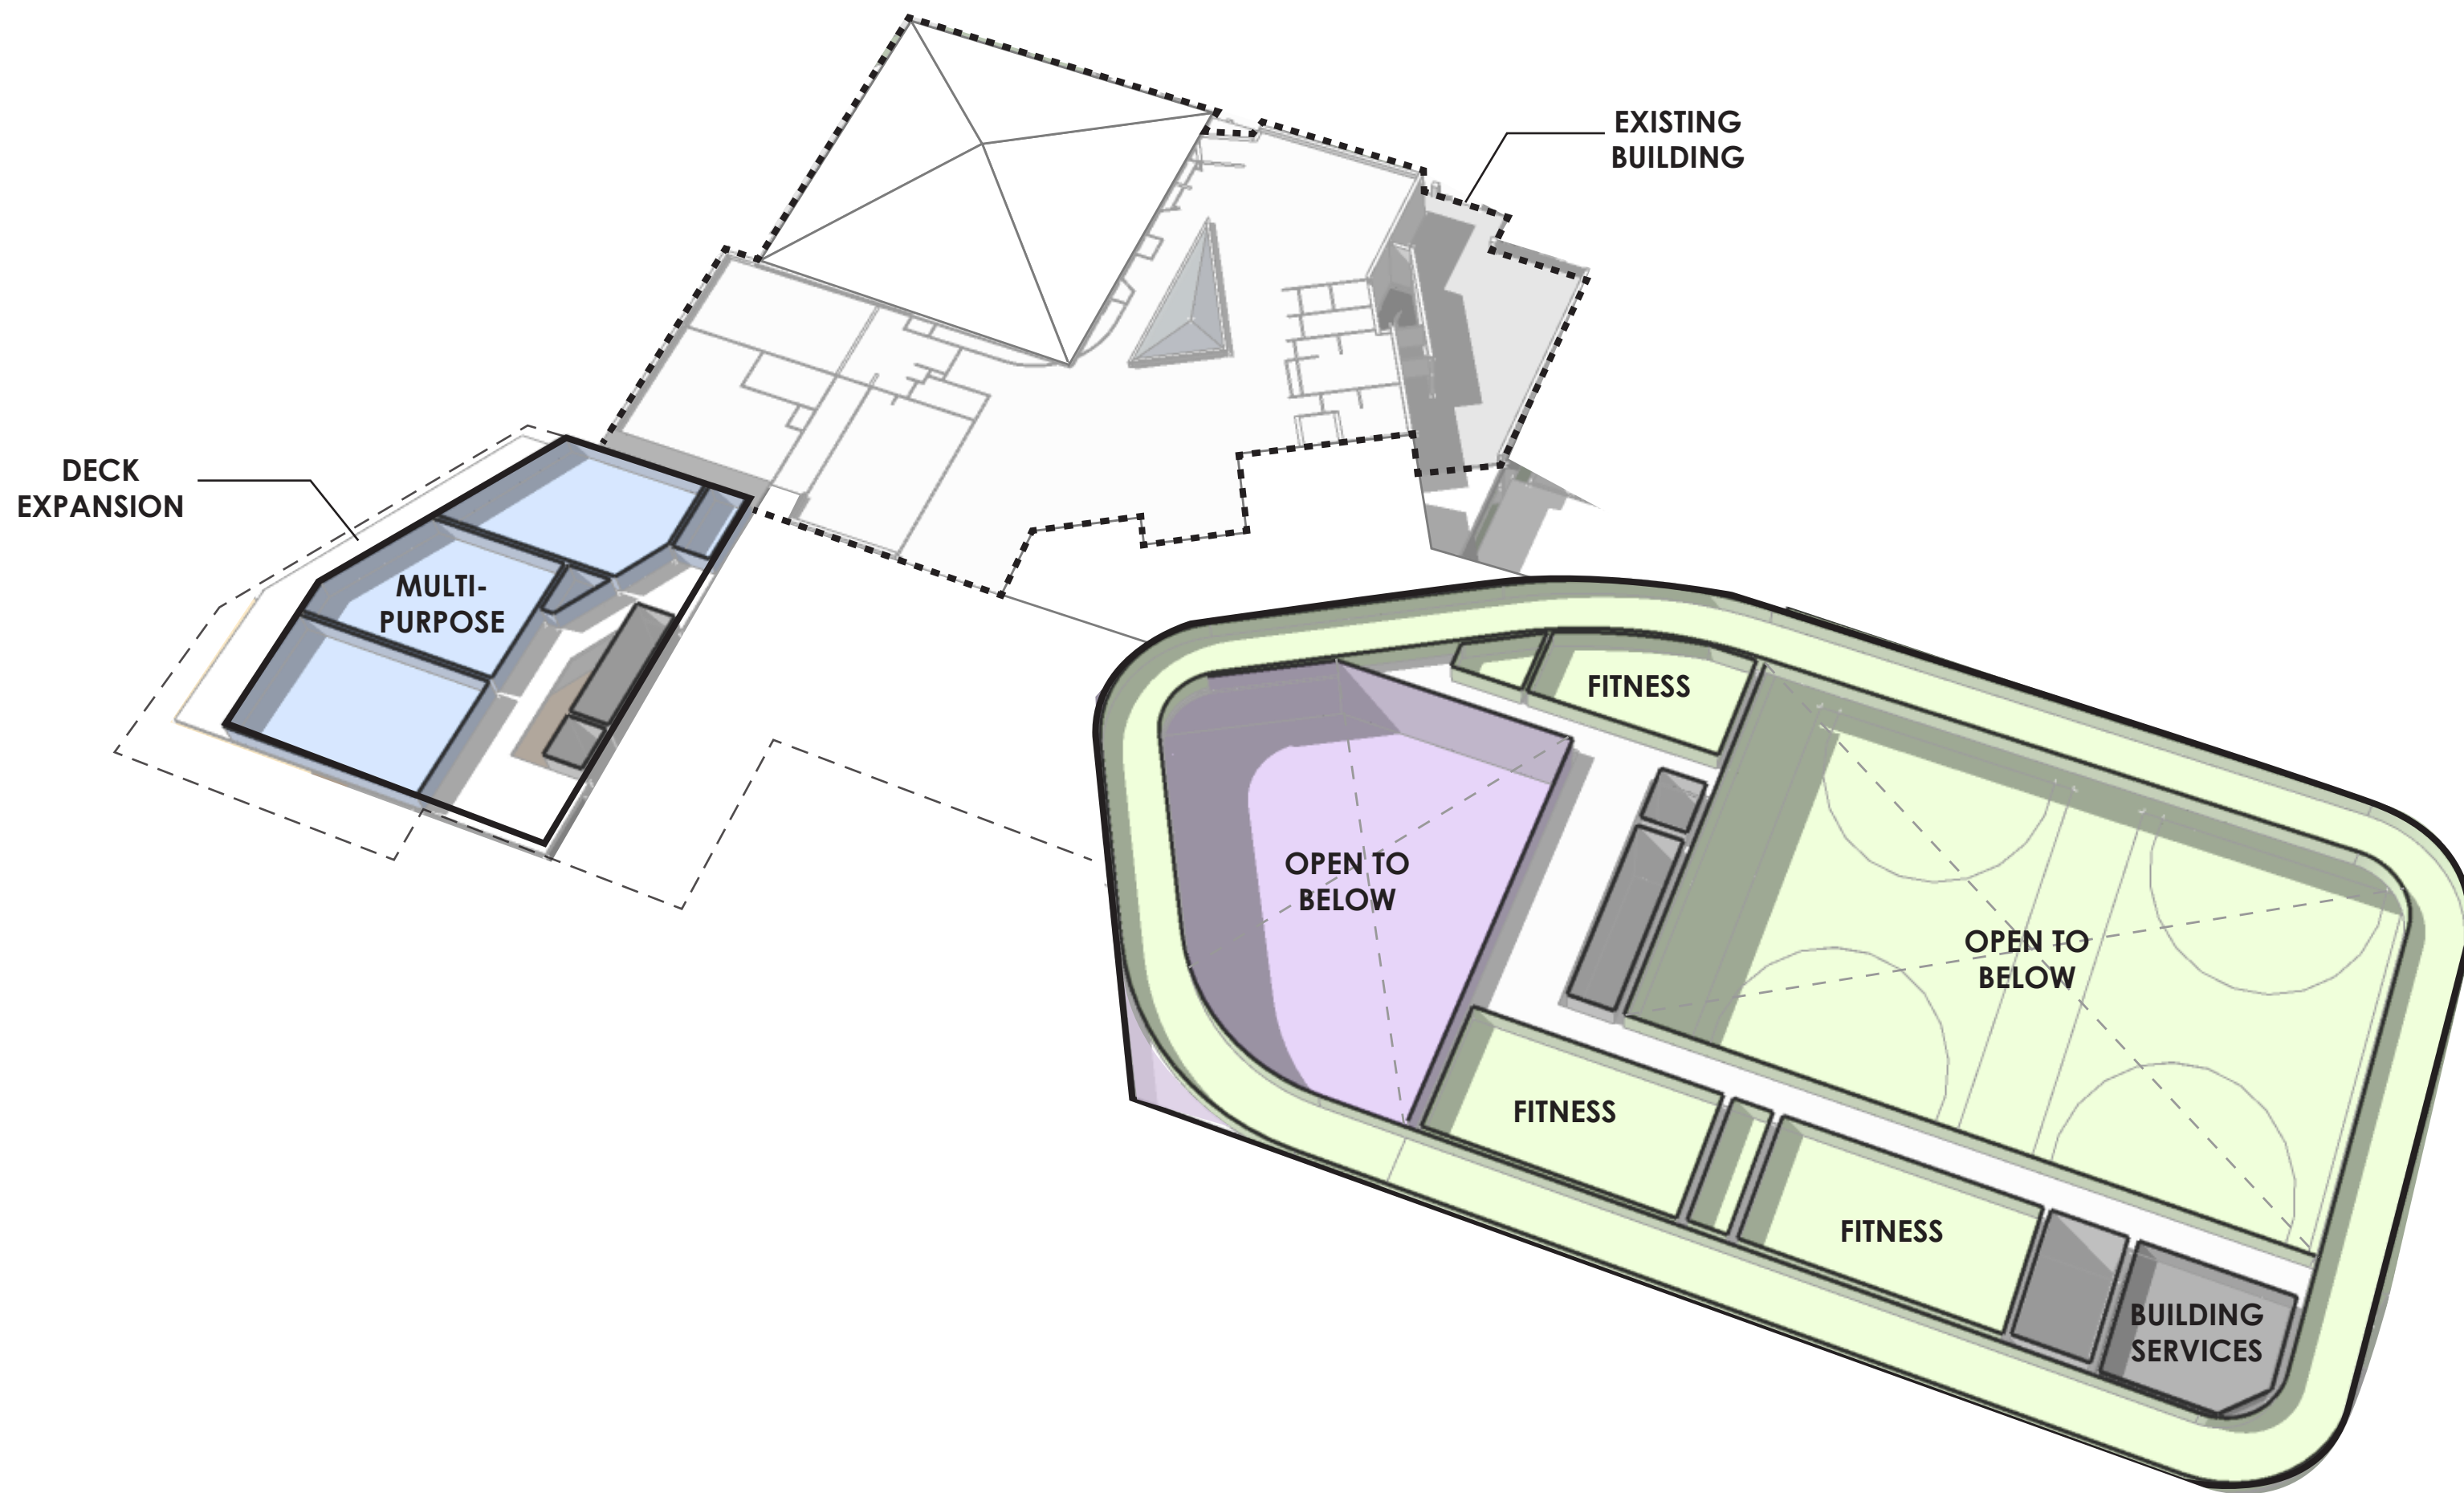 EXISTING
BUILDING
DECK
EXPANSION
MULTI-
PURPOSE
FITNESS
OPEN TO
BELOW
OPEN TO
BELOW
FITNESS
FITNESS
BUILDING
SERVICES